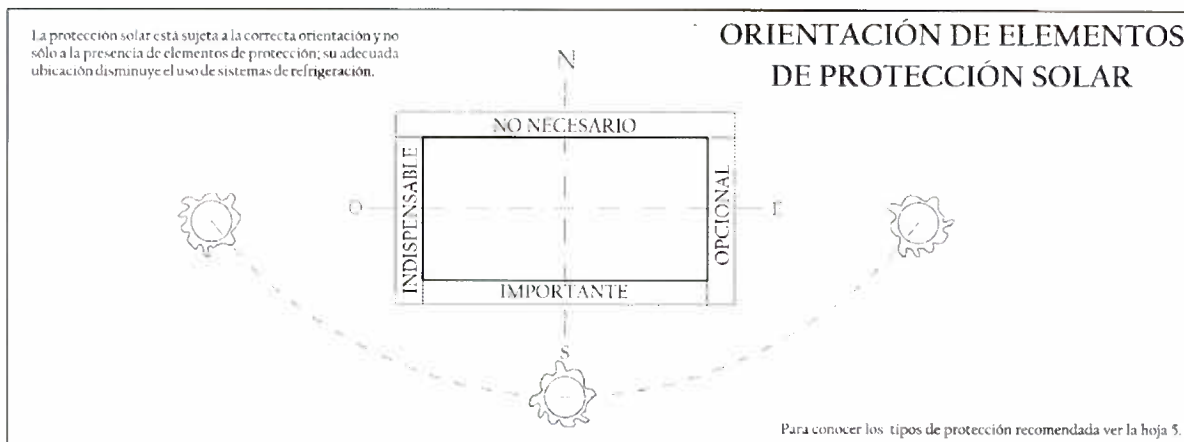 La protección solar está sujeta a la correcta orientación y no
sólo a la presencia de elementos de protección; su adecuada
ubicación disminuye el uso de sistemas de refrigeración.
ORIENTACIÓN DE ELEMENTOS
DE PROTECCIÓN SOLAR
N
NO NECESARIO
INDISPENSABLE
O
E
OPCIONAL
IMPORTANTE
S
Para conocer los tipos de protección recomendada ver la hoja 5.